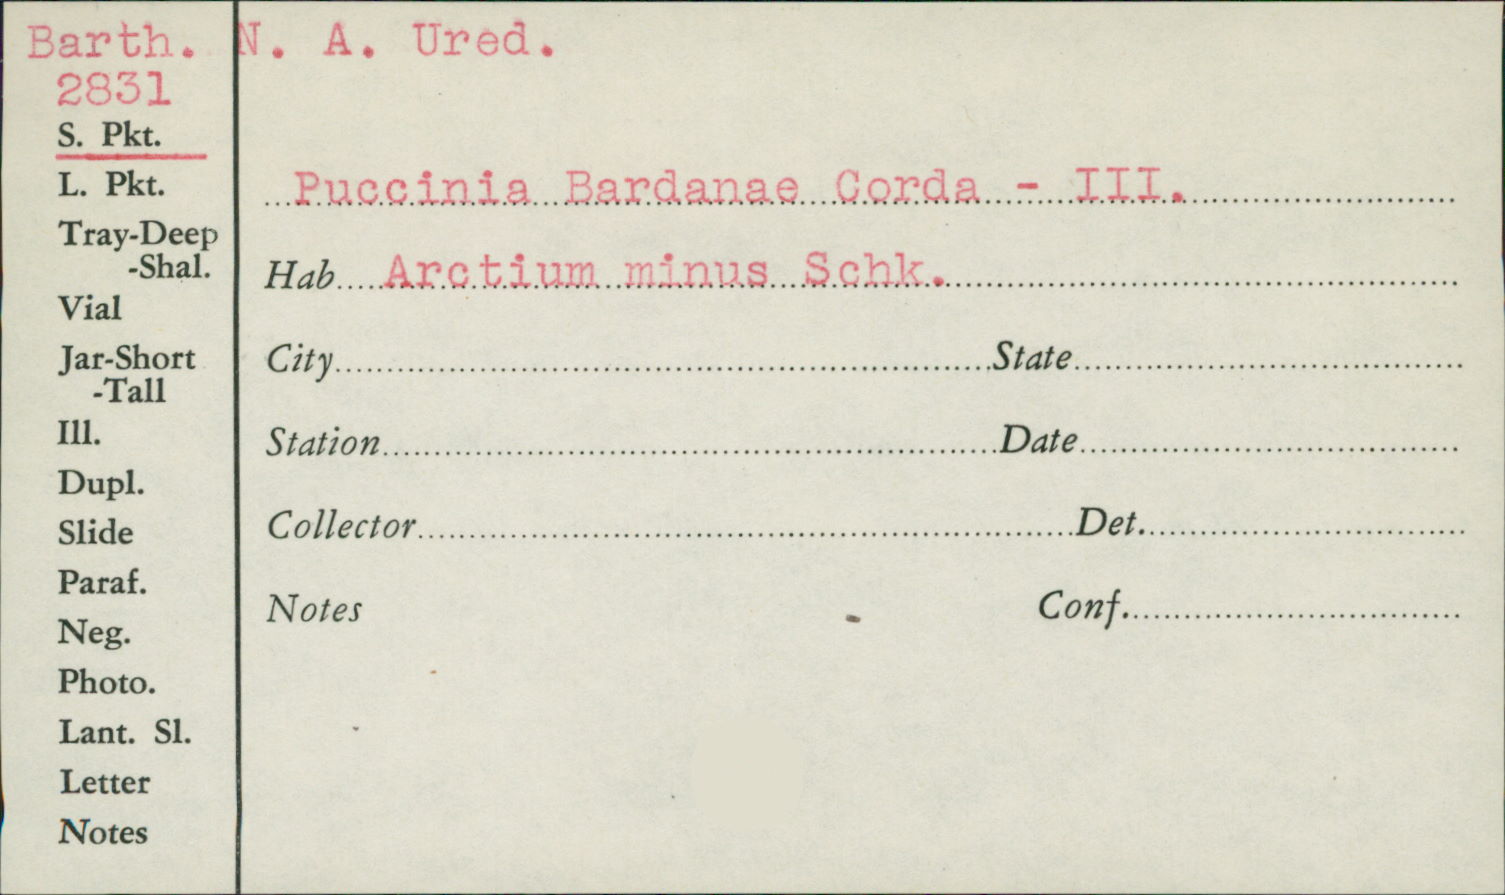 Barth. N. A. Ured.
2831
S. Pkt.
L. Pkt.
Puccinia Bardanae Corda - III.
Tray-Deep
-Shal.
Hab Arctium minus Schk.
Vial
Jar-Short
-Tall
City State
Ill.
Station Date
Dupl.
Slide
Collector Det.
Paraf.
Neg.
Notes Conf.
Photo.
Lant. Sl.
Letter
Notes